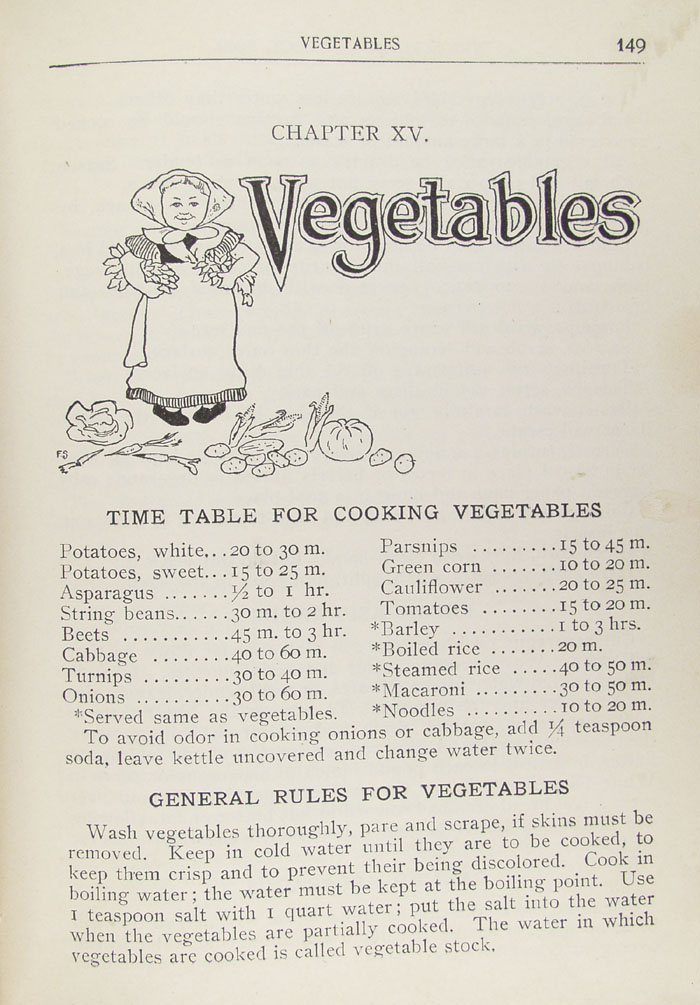 VEGETABLES 149
CHAPTER XV.
Vegetables
FS
TIME TABLE FOR COOKING VEGETABLES
Potatoes, white...20 to 30 m.
Potatoes, sweet...15 to 25 m.
Asparagus .......½ to 1 hr.
String beans......30 m. to 2 hr.
Beets ..........45 m. to 3 hr.
Cabbage ........40 to 60 m.
Turnips .........30 to 40 m.
Onions ..........30 to 60 m.
*Served same as vegetables.
Parsnips .........15 to 45 m.
Green corn .......10 to 20 m.
Cauliflower .......20 to 25 m.
Tomatoes ........15 to 20 m.
*Barley ...........1 to 3 hrs.
*Boiled rice .......20 m.
*Steamed rice .....40 to 50 m.
*Macaroni .........30 to 50 m.
*Noodles ..........10 to 20 m.
To avoid odor in cooking onions or cabbage, add ¼ teaspoon
soda, leave kettle uncovered and change water twice.
GENERAL RULES FOR VEGETABLES
Wash vegetables thoroughly, pare and scrape, if skins must be
removed. Keep in cold water until they are to be cooked, to
keep them crisp and to prevent their being discolored. Cook in
boiling water; the water must be kept at the boiling point. Use
1 teaspoon salt with 1 quart water; put the salt into the water
when the vegetables are partially cooked. The water in which
vegetables are cooked is called vegetable stock.